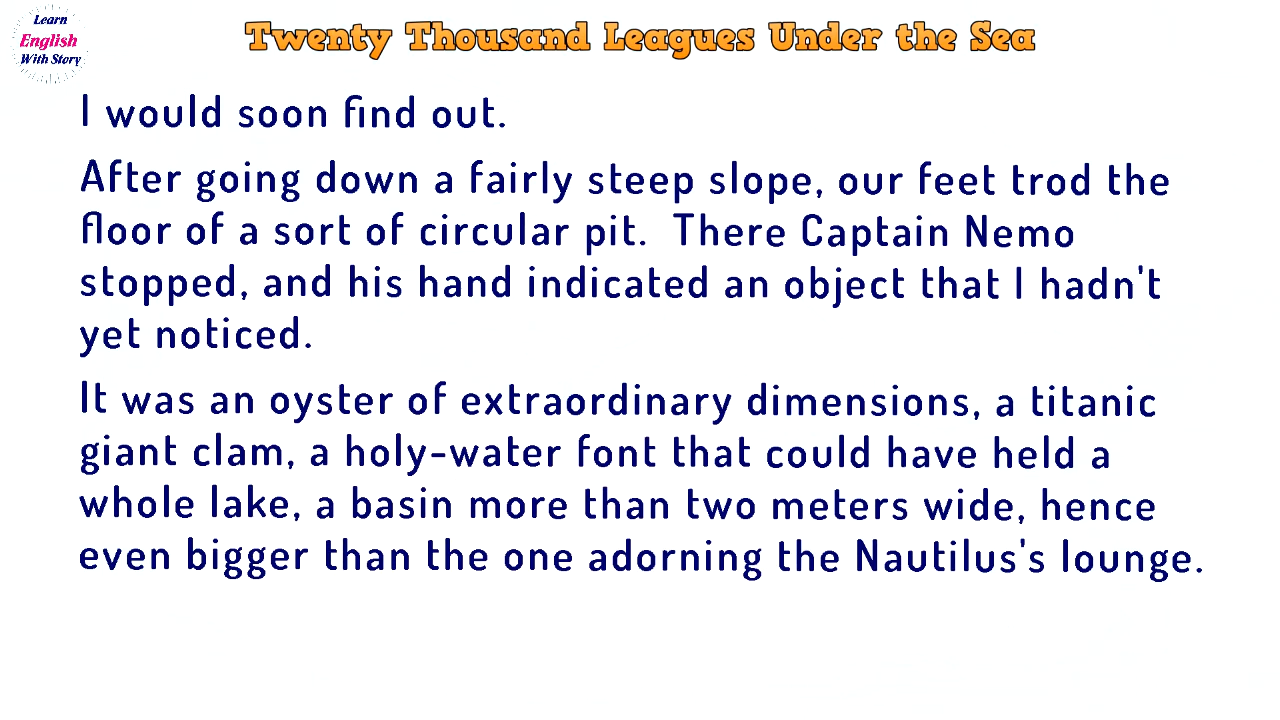 Learn
English
With Story
Twenty Thousand Leagues Under the Sea
I would soon find out.
After going down a fairly steep slope, our feet trod the
floor of a sort of circular pit.  There Captain Nemo
stopped, and his hand indicated an object that I hadn't
yet noticed.
It was an oyster of extraordinary dimensions, a titanic
giant clam, a holy-water font that could have held a
whole lake, a basin more than two meters wide, hence
even bigger than the one adorning the Nautilus's lounge.